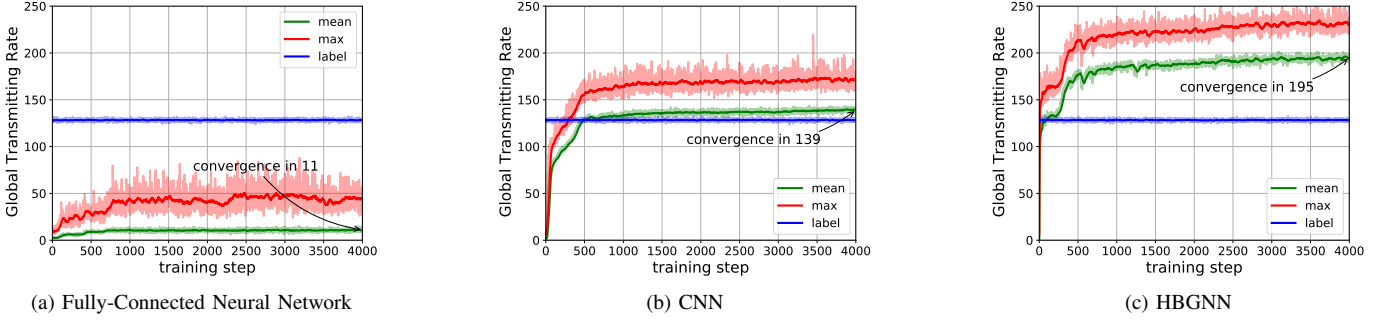 250
200
150
100
50
0
Global Transmitting Rate
mean
max
label
convergence in 11
0 500 1000 1500 2000 2500 3000 3500 4000
training step
(a) Fully-Connected Neural Network
250
200
150
100
50
0
Global Transmitting Rate
convergence in 139
mean
max
label
0 500 1000 1500 2000 2500 3000 3500 4000
training step
(b) CNN
250
200
150
100
50
0
Global Transmitting Rate
convergence in 195
mean
max
label
0 500 1000 1500 2000 2500 3000 3500 4000
training step
(c) HBGNN